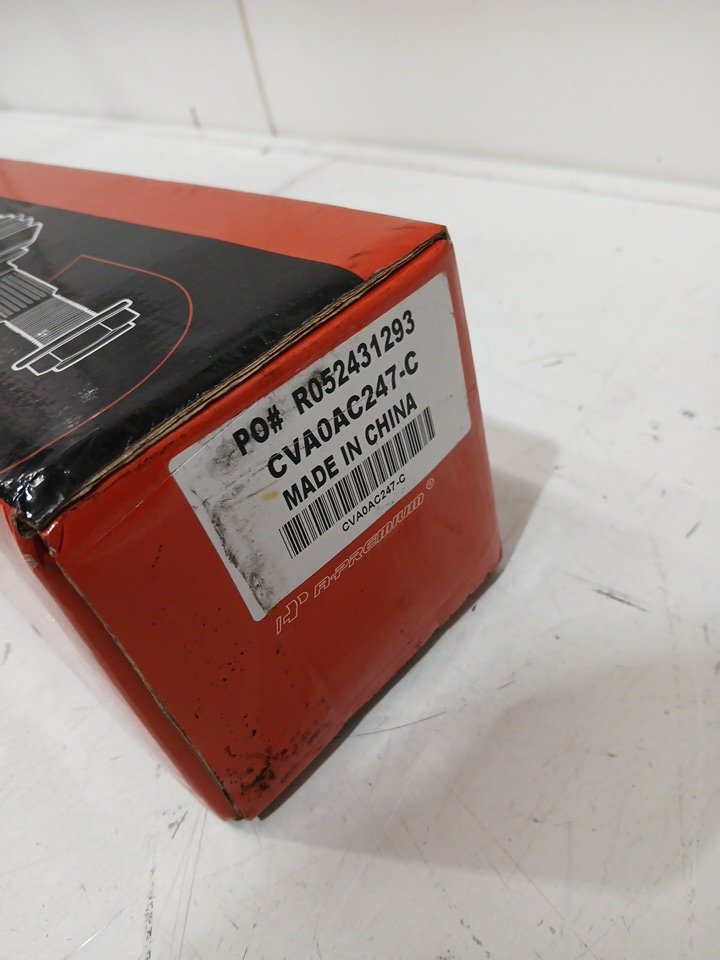 PO# R052431293
CVA0AC247-C
MADE IN CHINA
CVA0AC247-C
A-PREMIUM®